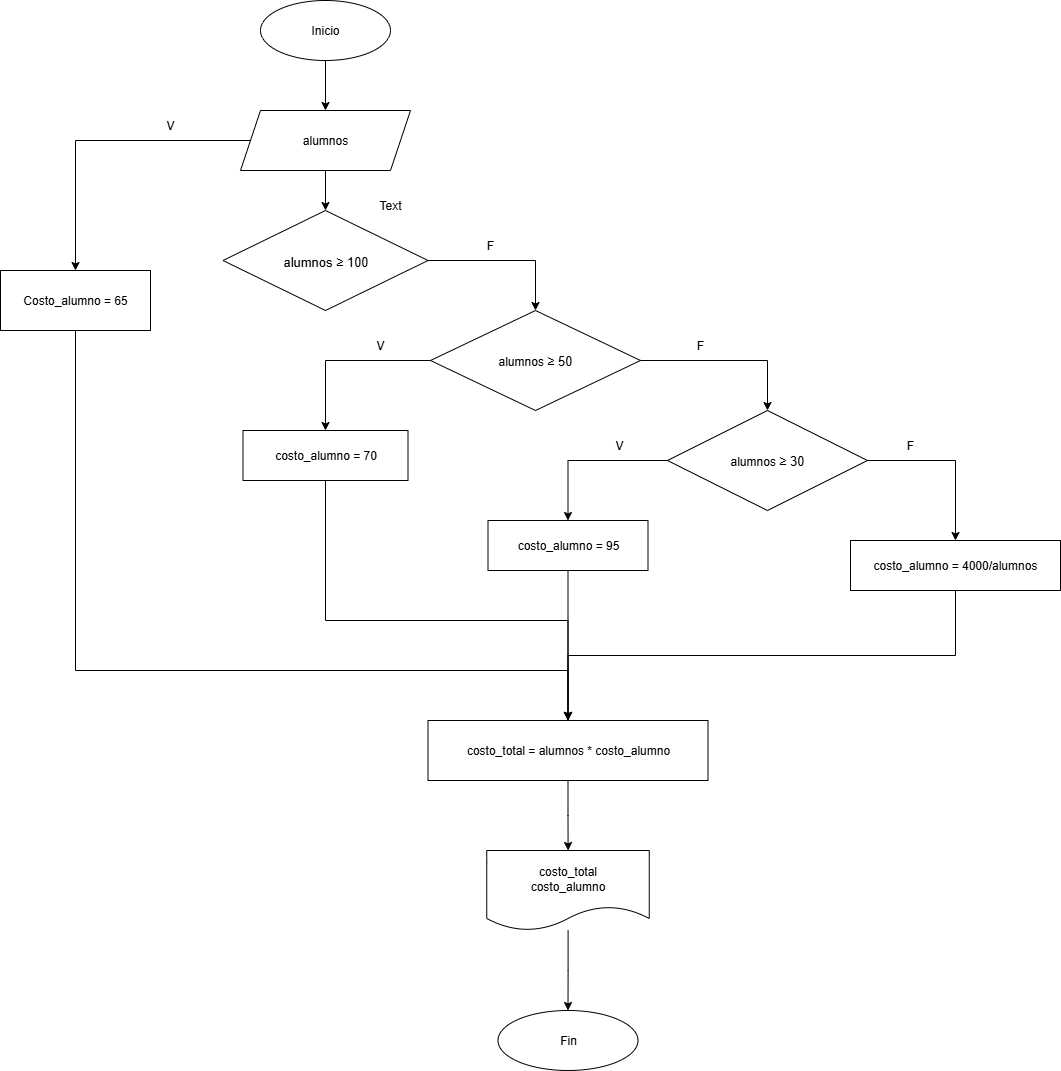 Inicio
V
alumnos
Text
alumnos ≥ 100
F
Costo_alumno = 65
V
alumnos ≥ 50
F
costo_alumno = 70
V
alumnos ≥ 30
F
costo_alumno = 95
costo_alumno = 4000/alumnos
costo_total = alumnos * costo_alumno
costo_total
costo_alumno
Fin